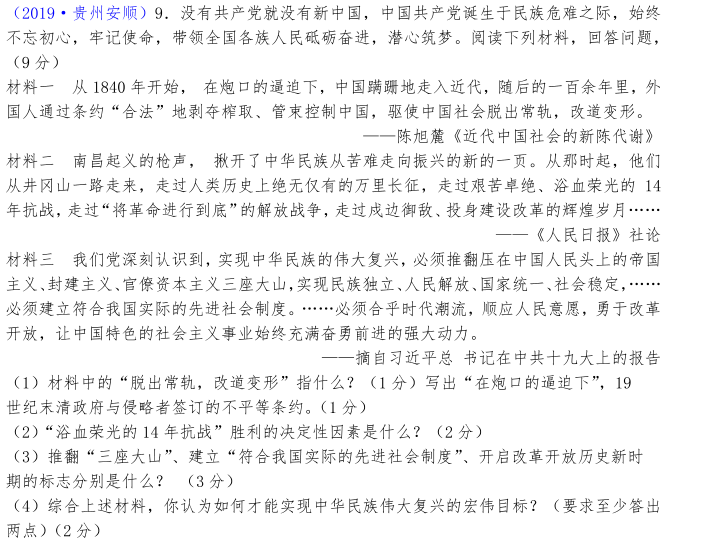 （2019·贵州安顺）9．没有共产党就没有新中国，中国共产党诞生于民族危难之际，始终
不忘初心，牢记使命，带领全国各族人民砥砺奋进，潜心筑梦。阅读下列材料，回答问题，
（9 分）
材料一　从 1840 年开始， 在炮口的逼迫下，中国蹒跚地走入近代，随后的一百余年里，外
国人通过条约“合法”地剥夺榨取、管束控制中国，驱使中国社会脱出常轨，改道变形。
——陈旭麓《近代中国社会的新陈代谢》
材料二　南昌起义的枪声， 揪开了中华民族从苦难走向振兴的新的一页。从那时起，他们
从井冈山一路走来，走过人类历史上绝无仅有的万里长征，走过艰苦卓绝、浴血荣光的 14
年抗战，走过“将革命进行到底”的解放战争，走过戍边御敌、投身建设改革的辉煌岁月……
——《人民日报》社论
材料三　我们党深刻认识到，实现中华民族的伟大复兴，必须推翻压在中国人民头上的帝国
主义、封建主义、官僚资本主义三座大山，实现民族独立、人民解放、国家统一、社会稳定，……
必须建立符合我国实际的先进社会制度。……必须合乎时代潮流，顺应人民意愿，勇于改革
开放，让中国特色的社会主义事业始终充满奋勇前进的强大动力。
——摘自习近平总 书记在中共十九大上的报告
（1）材料中的“脱出常轨，改道变形”指什么？（1 分）写出“在炮口的逼迫下”，19
世纪末清政府与侵略者签订的不平等条约。（1 分）
（2）“浴血荣光的 14 年抗战”胜利的决定性因素是什么？（2 分）
（3）推翻“三座大山”、建立“符合我国实际的先进社会制度”、开启改革开放历史新时
期的标志分别是什么？ （3 分）
（4）综合上述材料，你认为如何才能实现中华民族伟大复兴的宏伟目标？（要求至少答出
两点）（2 分）